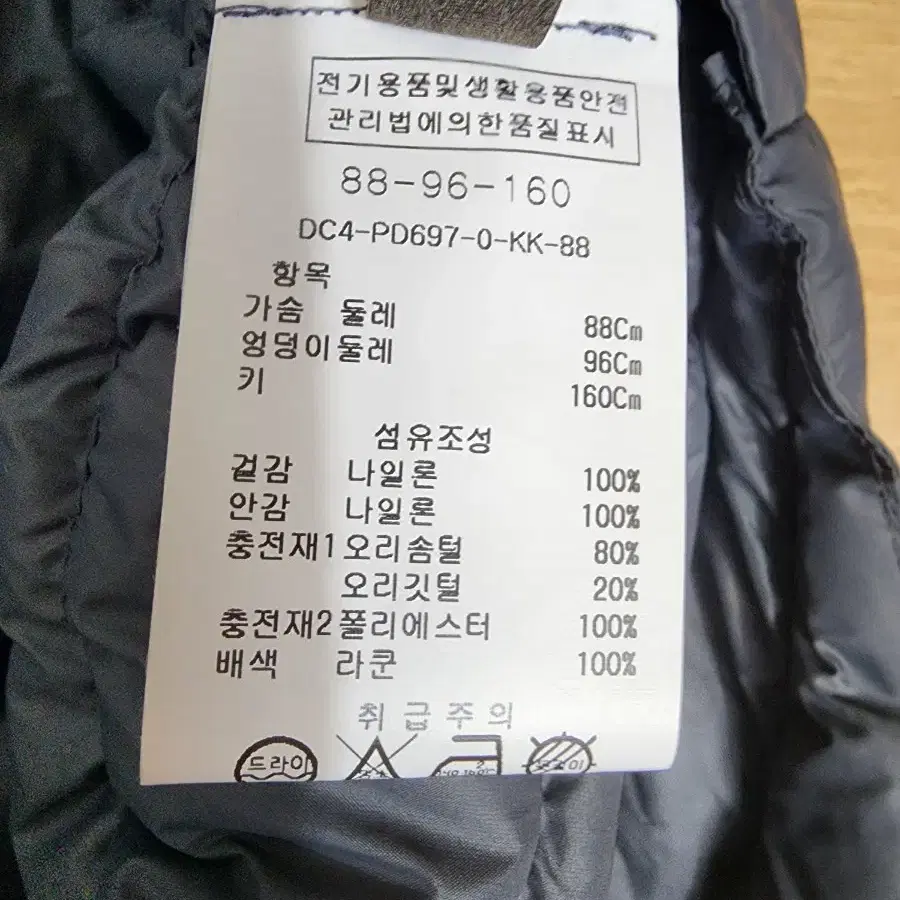 전기용품및생활용품안전
관리법에의한품질표시
88-96-160
DC4-PD697-0-KK-88
항목
가슴 둘레 88Cm
엉덩이둘레 96Cm
키 160Cm
섬유조성
겉감 나일론 100%
안감 나일론 100%
충전재1 오리솜털 80%
오리깃털 20%
충전재2 폴리에스터 100%
배색 라쿤 100%
취급주의
드라이